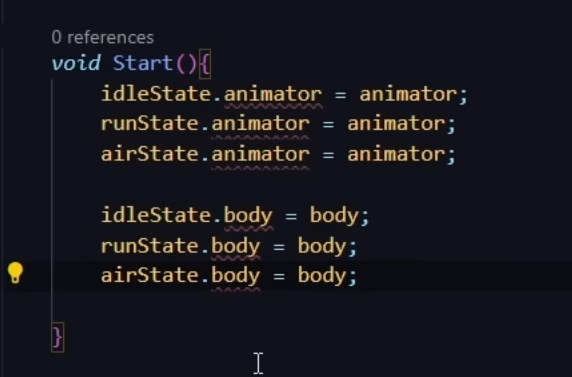 0 references
void Start(){
idleState.animator = animator;
runState.animator = animator;
airState.animator = animator;
idleState.body = body;
runState.body = body;
airState.body = body;
}